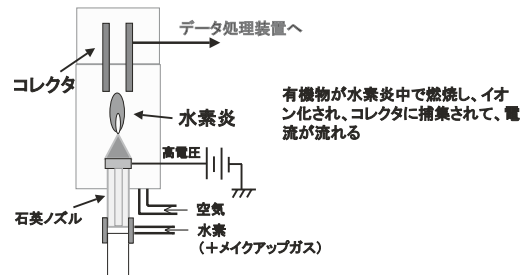 データ処理装置へ
コレクタ
水素炎
有機物が水素炎中で燃焼し、イオ
ン化され、コレクタに捕集されて、電
流が流れる
高電圧
石英ノズル
空気
水素
(＋メイクアップガス)